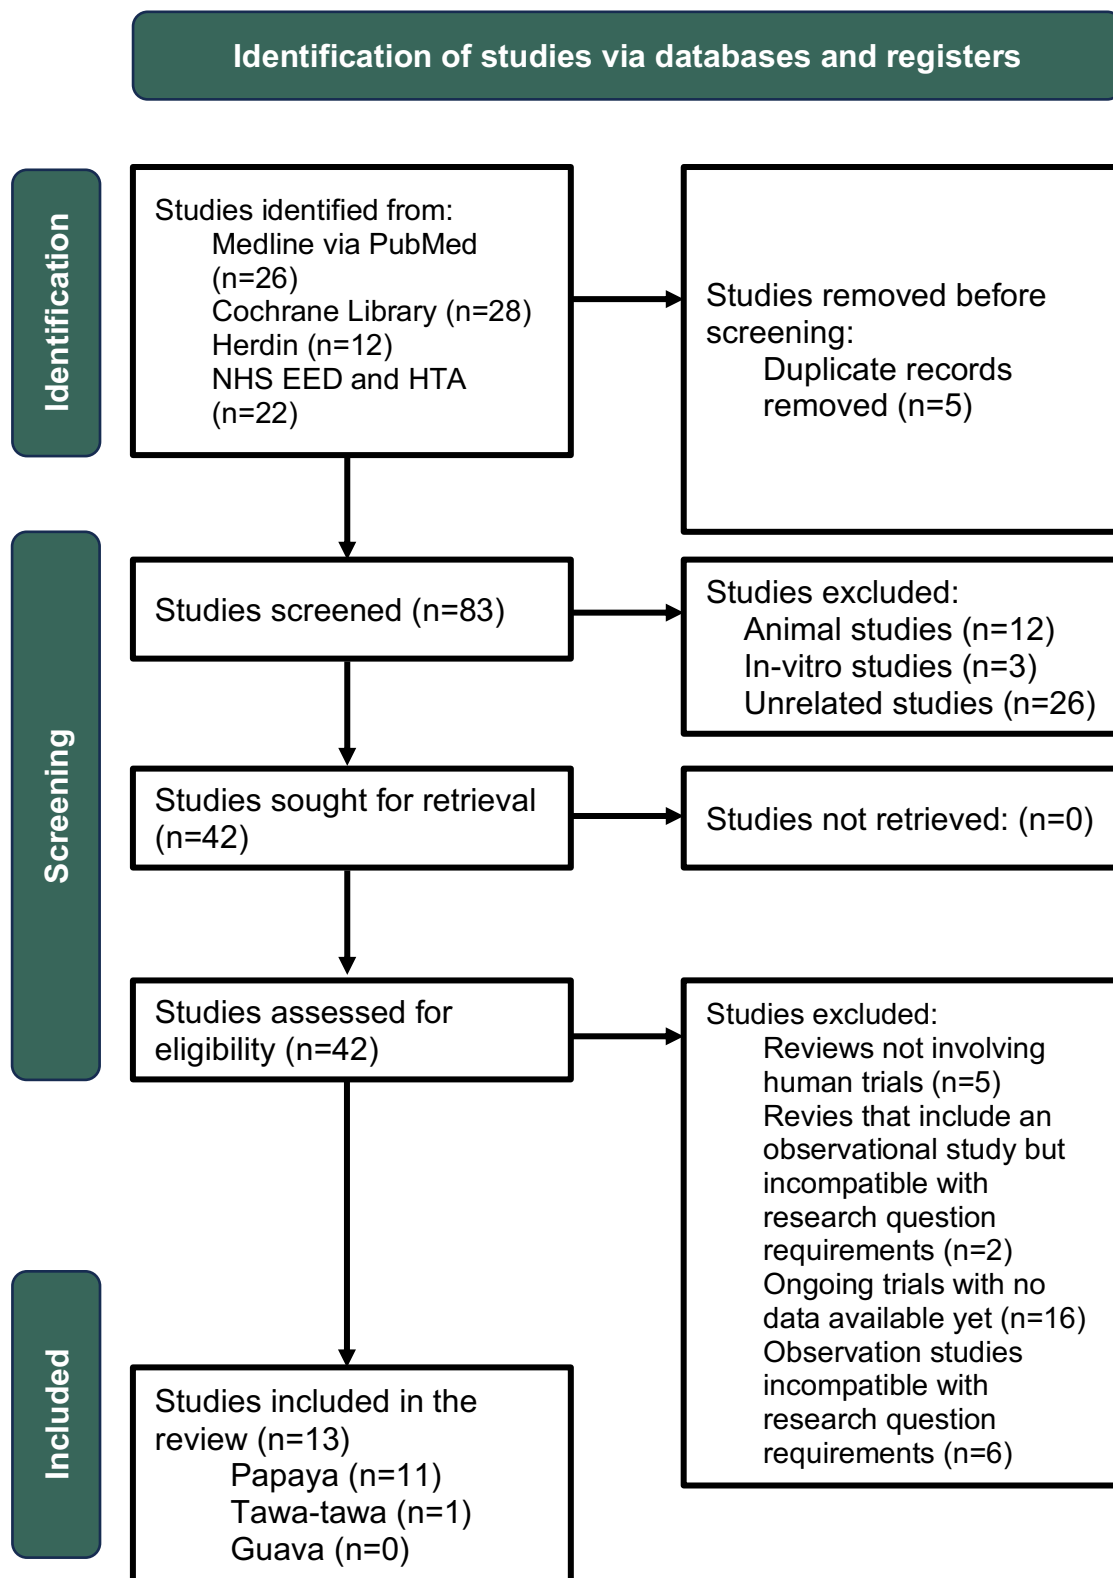 Identification of studies via databases and registers
Identification
Studies identified from:
Medline via PubMed
(n=26)
Cochrane Library (n=28)
Herdin (n=12)
NHS EED and HTA
(n=22)
Studies removed before
screening:
Duplicate records
removed (n=5)
Screening
Studies screened (n=83)
Studies excluded:
Animal studies (n=12)
In-vitro studies (n=3)
Unrelated studies (n=26)
Studies sought for retrieval
(n=42)
Studies not retrieved: (n=0)
Studies assessed for
eligibility (n=42)
Studies excluded:
Reviews not involving
human trials (n=5)
Revies that include an
observational study but
incompatible with
research question
requirements (n=2)
Ongoing trials with no
data available yet (n=16)
Observation studies
incompatible with
research question
requirements (n=6)
Included
Studies included in the
review (n=13)
Papaya (n=11)
Tawa-tawa (n=1)
Guava (n=0)